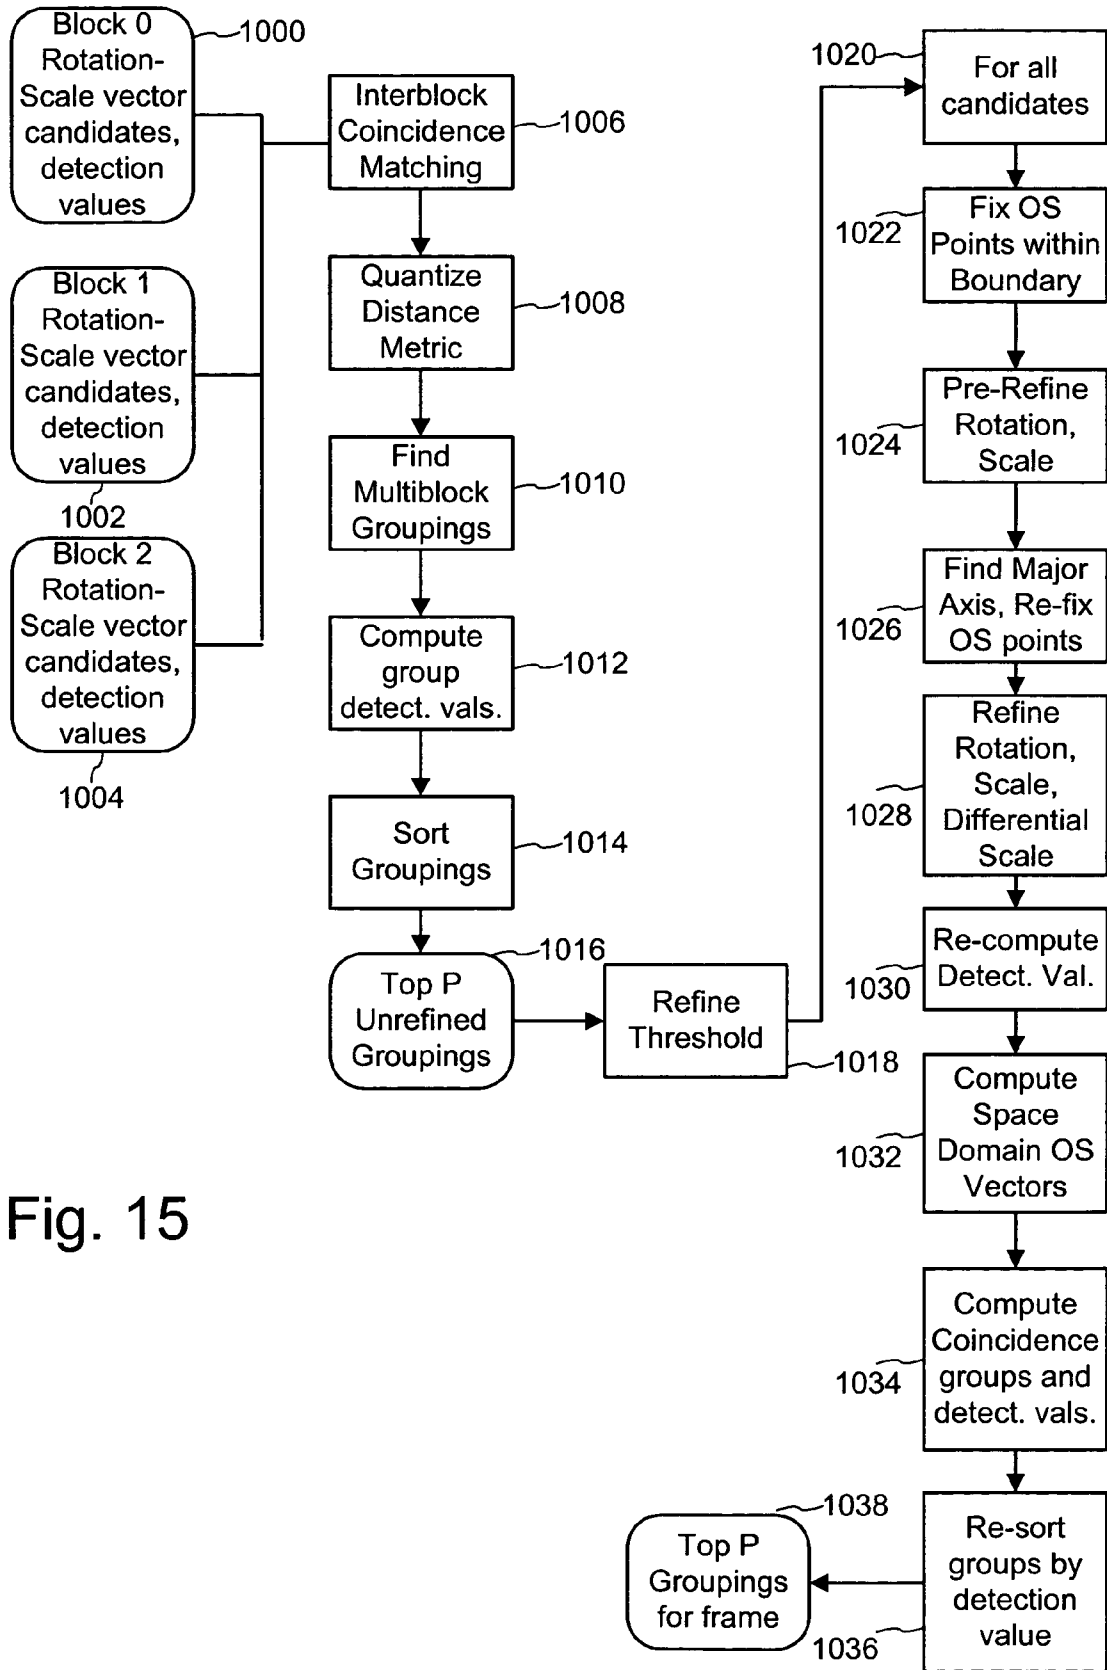 Block 0
Rotation-
Scale vector
candidates,
detection
values
1000
Block 1
Rotation-
Scale vector
candidates,
detection
values
1002
Block 2
Rotation-
Scale vector
candidates,
detection
values
1004
Interblock
Coincidence
Matching
1006
Quantize
Distance
Metric
1008
Find
Multiblock
Groupings
1010
Compute
group
detect. vals.
1012
Sort
Groupings
1014
1016
Top P
Unrefined
Groupings
Refine
Threshold
1018
1020
For all
candidates
1022
Fix OS
Points within
Boundary
1024
Pre-Refine
Rotation,
Scale
1026
Find Major
Axis, Re-fix
OS points
1028
Refine
Rotation,
Scale,
Differential
Scale
1030
Re-compute
Detect. Val.
1032
Compute
Space
Domain OS
Vectors
1034
Compute
Coincidence
groups and
detect. vals.
1036
Re-sort
groups by
detection
value
1038
Top P
Groupings
for frame
Fig. 15